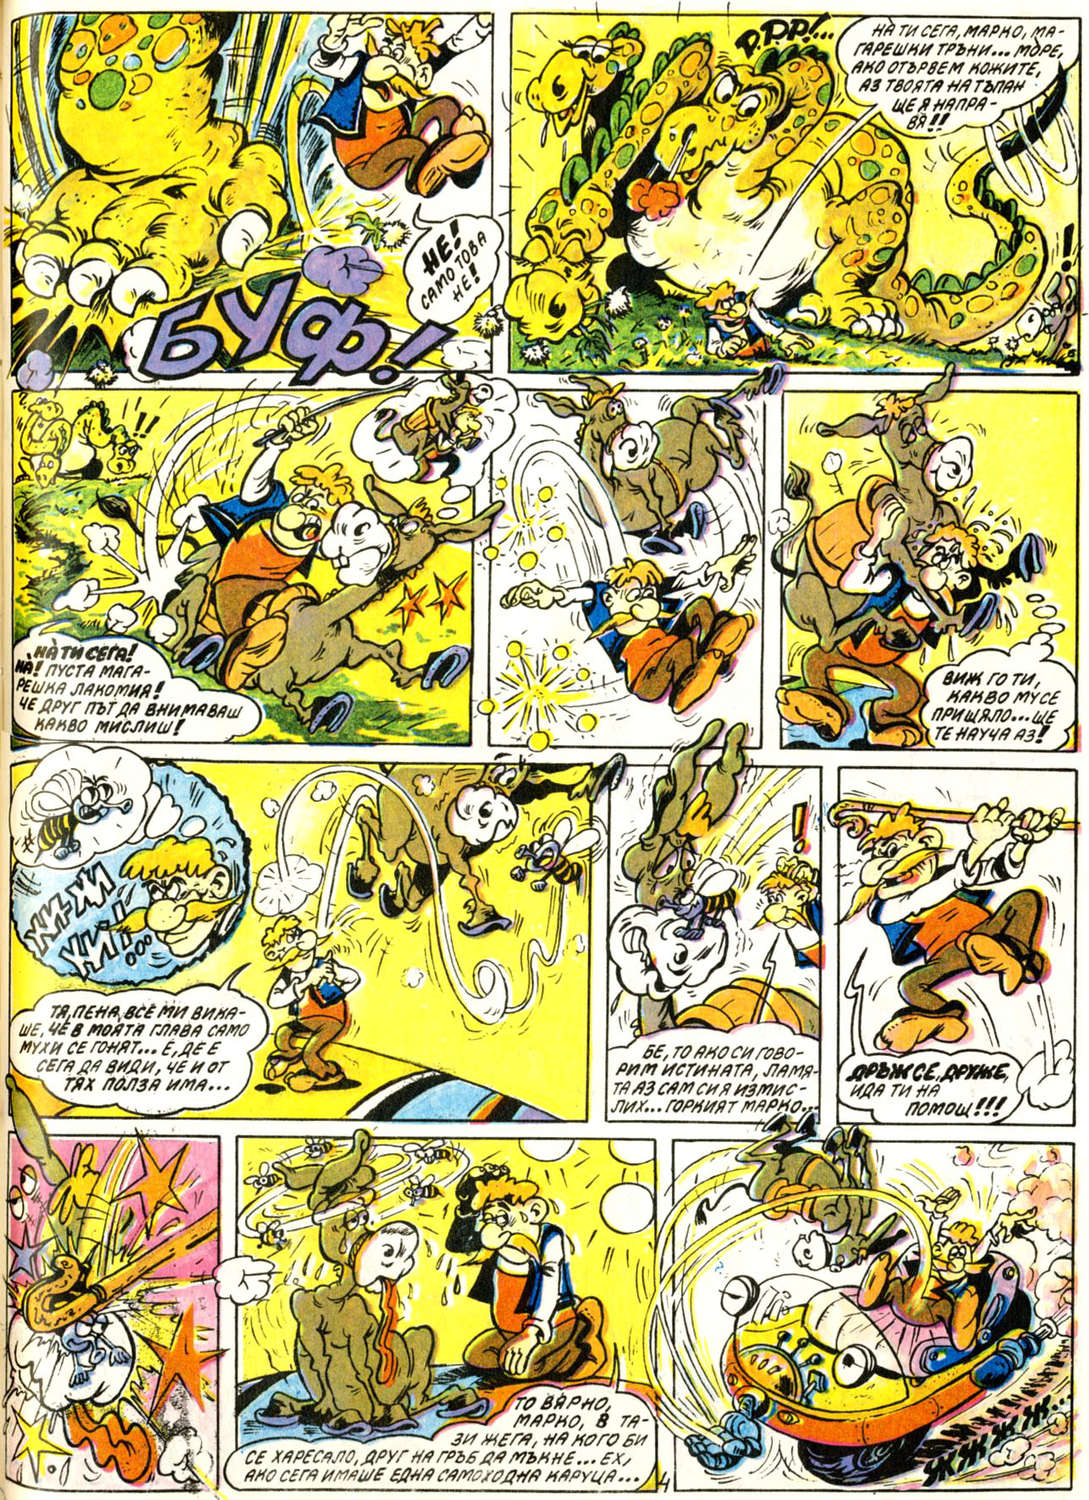 НЕ!
САМО ТОВА
НЕ!
БУФ!
Р.Р.Р!...
НА ТИ СЕГА, МАРКО, МА-
ГАРЕШКИ ТРЪНИ... МОРЕ,
АКО ОТЪРВЕМ КОЖИТЕ,
АЗ ТВОЯТА НА ТЪПАН
ЩЕ Я НАПРА-
ВЯ!!
!!
НА ТИ СЕГА!
НА! ПУСТА МАГА-
РЕШКА ЛАКОМИЯ!
ЧЕ ДРУГ ПЪТ ДА ВНИМАВАШ
КАКВО МИСЛИШ!
ВИЖ ГО ТИ,
КАКВО МУ СЕ
ПРИЩЯЛО... ЩЕ
ТЕ НАУЧА АЗ!
ЖИ-ЖИ
ЖИ!...
ТЯ, ПЕНА, ВСЕ МИ ВИКА-
ШЕ, ЧЕ В МОЯТА ГЛАВА САМО
МУХИ СЕ ГОНЯТ... Е, ДЕ Е
СЕГА ДА ВИДИ, ЧЕ И ОТ
ТЯХ ПОЛЗА ИМА...
!
БЕ, ТО АКО СИ ГОВО-
РИМ ИСТИНАТА, ЛАМЯ-
ТА АЗ САМ СИ Я ИЗМИС-
ЛИХ... ГОРКИЯТ МАРКО...
ДРЪЖ СЕ, ДРУЖЕ,
ИДА ТИ НА
ПОМОЩ!!!
ТО ВЯРНО,
МАРКО, В ТА-
ЗИ ЖЕГА, НА КОГО БИ
СЕ ХАРЕСАЛО, ДРУГ НА ГРЪБ ДА МЪКНЕ... ЕХ,
АКО СЕГА ИМАШЕ ЕДНА САМОХОДНА КАРУЦА...
4